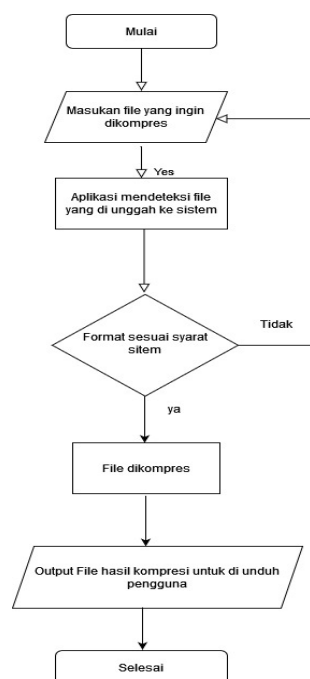 Mulai
Masukan file yang ingin
dikompres
Yes
Aplikasi mendeteksi file
yang di unggah ke sistem
Format sesuai syarat
sitem
Tidak
ya
File dikompres
Output File hasil kompresi untuk di unduh
pengguna
Selesai